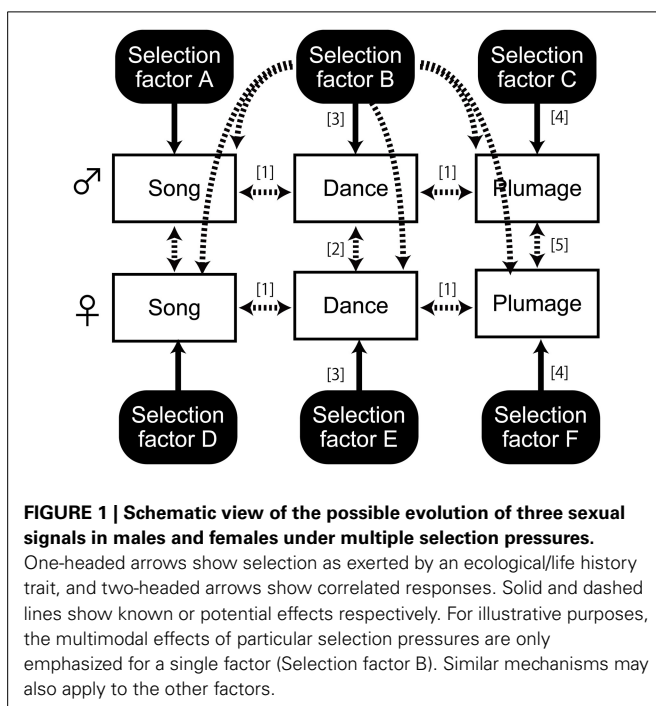 Selection factor A
Selection factor B
Selection factor C
[3]
[4]
♂
Song
[1]
Dance
[1]
Plumage
[2]
[5]
♀
Song
[1]
Dance
[1]
Plumage
[3]
[4]
Selection factor D
Selection factor E
Selection factor F
FIGURE 1 | Schematic view of the possible evolution of three sexual
signals in males and females under multiple selection pressures.
One-headed arrows show selection as exerted by an ecological/life history
trait, and two-headed arrows show correlated responses. Solid and dashed
lines show known or potential effects respectively. For illustrative purposes,
the multimodal effects of particular selection pressures are only
emphasized for a single factor (Selection factor B). Similar mechanisms may
also apply to the other factors.